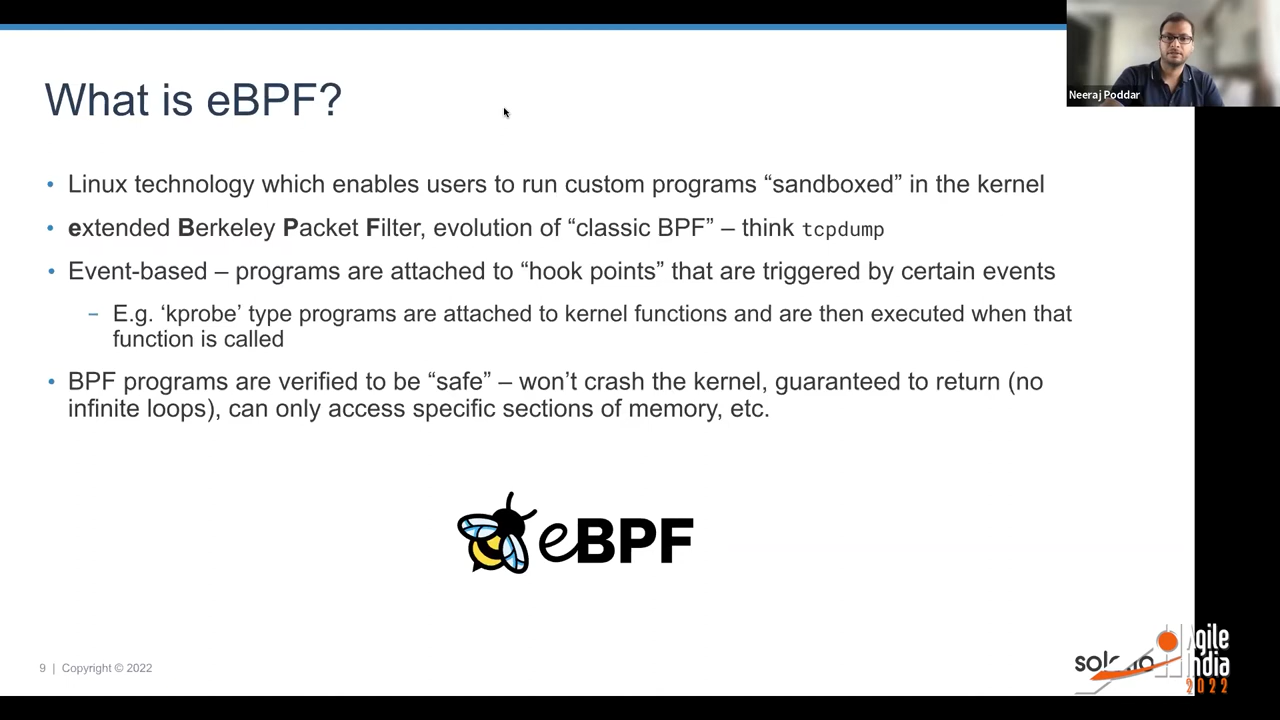 What is eBPF?
Neeraj Poddar
• Linux technology which enables users to run custom programs “sandboxed” in the kernel
• extended Berkeley Packet Filter, evolution of “classic BPF” – think tcpdump
• Event-based – programs are attached to “hook points” that are triggered by certain events
– E.g. ‘kprobe’ type programs are attached to kernel functions and are then executed when that
function is called
• BPF programs are verified to be “safe” – won’t crash the kernel, guaranteed to return (no
infinite loops), can only access specific sections of memory, etc.
eBPF
9 | Copyright © 2022
Agile
India
2022